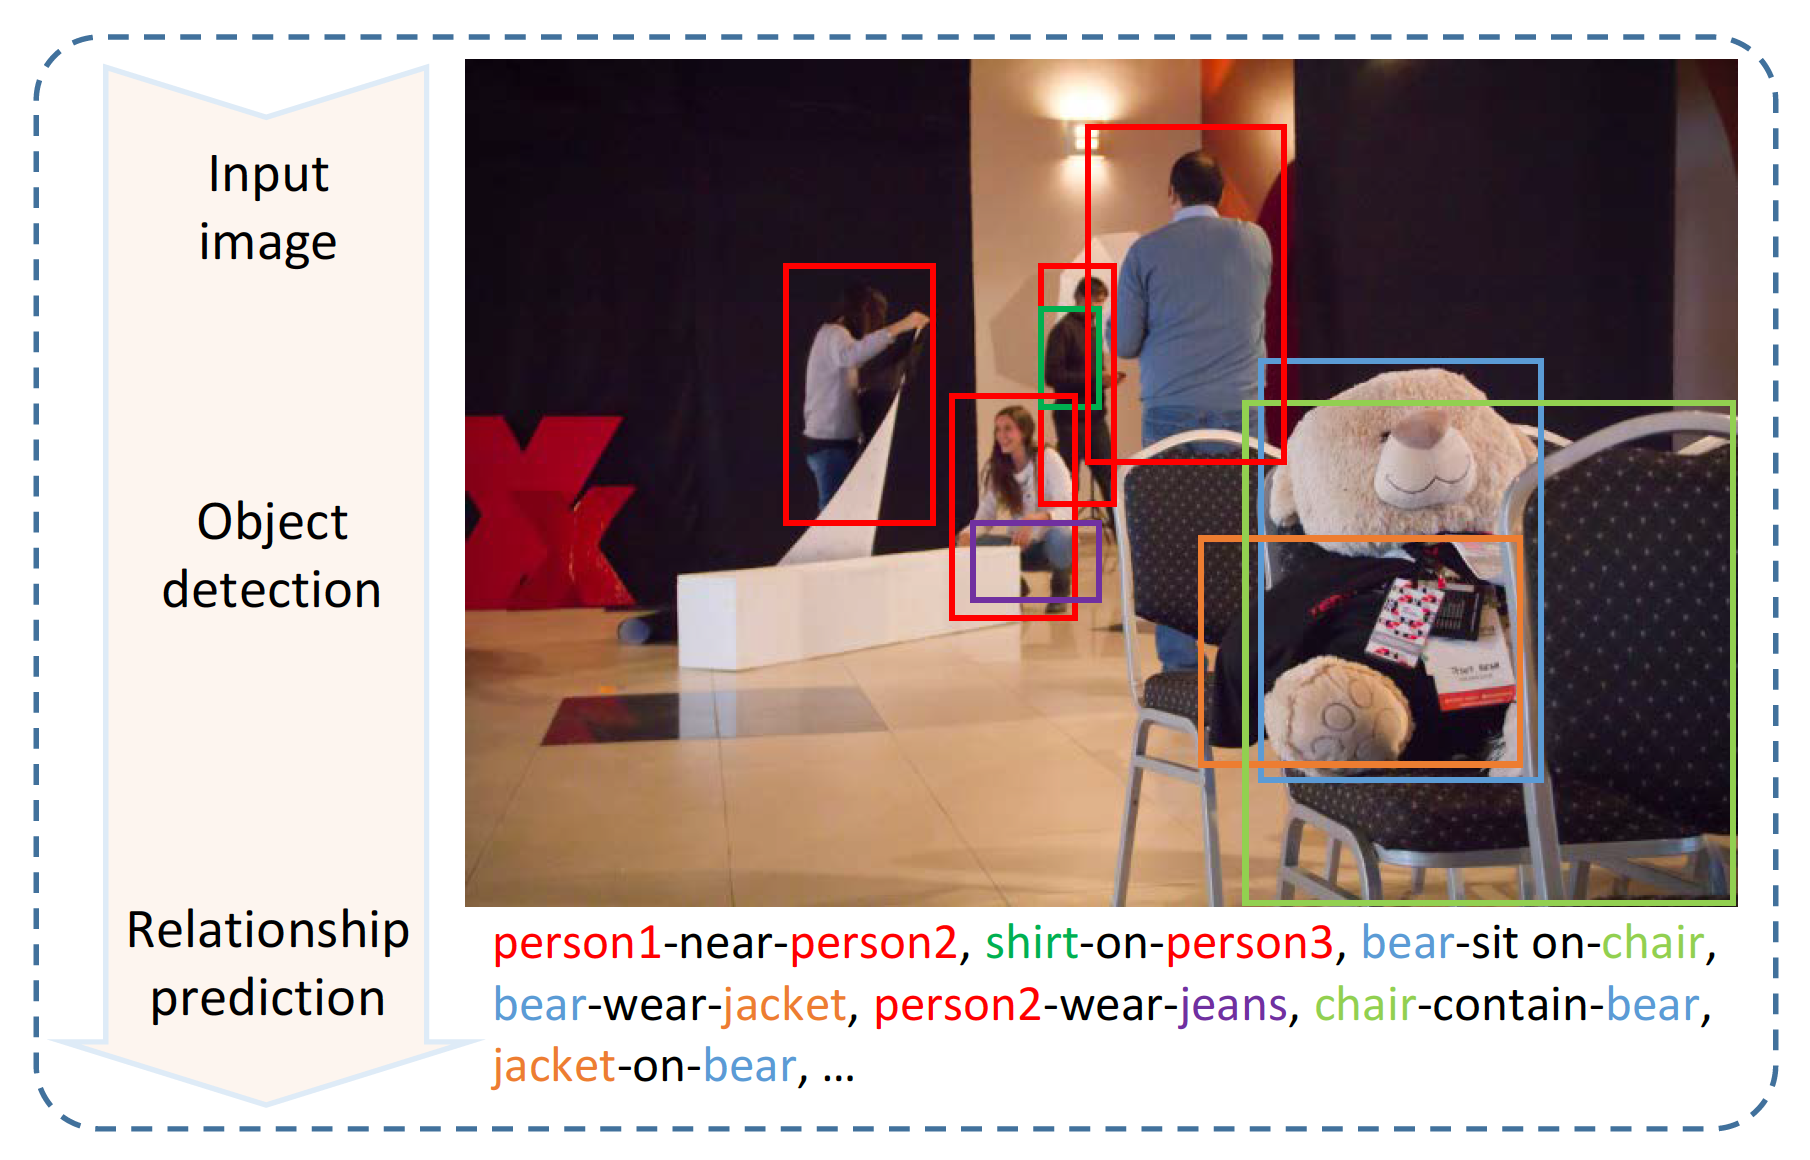 Input
image
Object
detection
Relationship
prediction
person1-near-person2, shirt-on-person3, bear-sit on-chair,
bear-wear-jacket, person2-wear-jeans, chair-contain-bear,
jacket-on-bear, ...